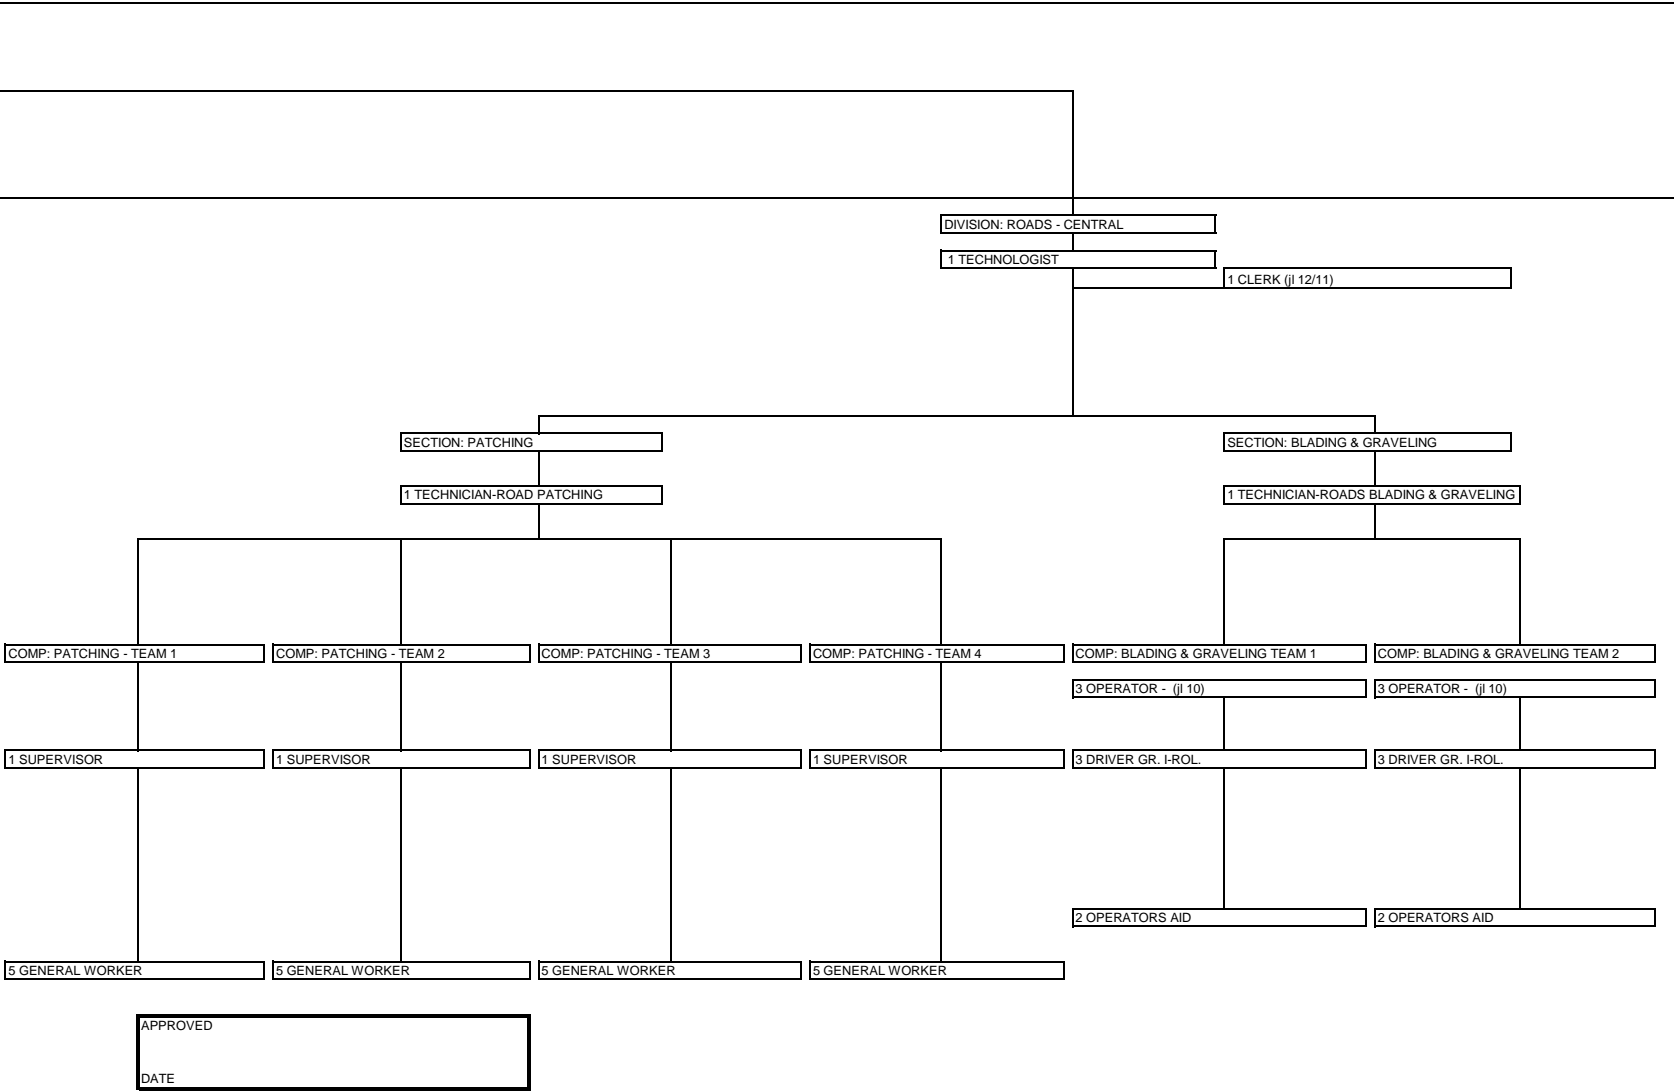 DIVISION: ROADS - CENTRAL
1 TECHNOLOGIST
1 CLERK (jl 12/11)
SECTION: PATCHING
SECTION: BLADING & GRAVELING
1 TECHNICIAN-ROAD PATCHING
1 TECHNICIAN-ROADS BLADING & GRAVELING
COMP: PATCHING - TEAM 1
COMP: PATCHING - TEAM 2
COMP: PATCHING - TEAM 3
COMP: PATCHING - TEAM 4
COMP: BLADING & GRAVELING TEAM 1
COMP: BLADING & GRAVELING TEAM 2
3 OPERATOR - (jl 10)
3 OPERATOR - (jl 10)
1 SUPERVISOR
1 SUPERVISOR
1 SUPERVISOR
1 SUPERVISOR
3 DRIVER GR. I-ROL.
3 DRIVER GR. I-ROL.
2 OPERATORS AID
2 OPERATORS AID
5 GENERAL WORKER
5 GENERAL WORKER
5 GENERAL WORKER
5 GENERAL WORKER
APPROVED
DATE